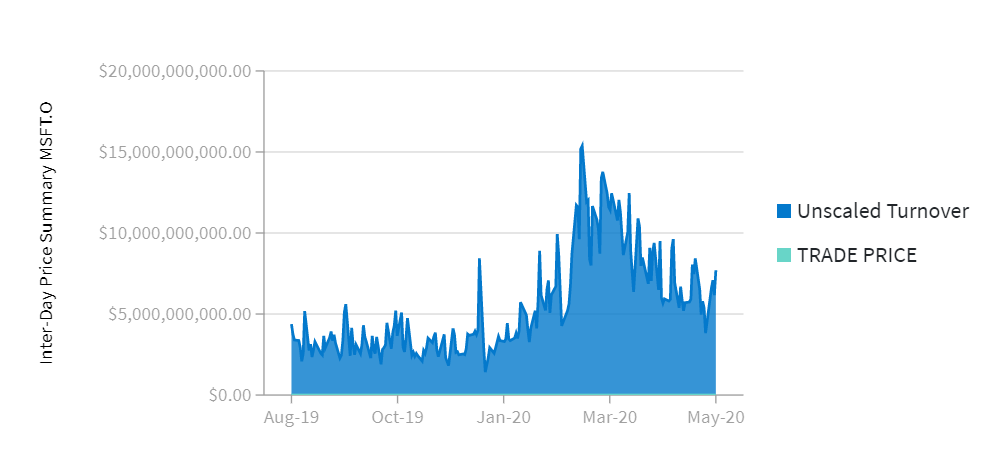 Inter-Day Price Summary MSFT.O
$20,000,000,000.00
$15,000,000,000.00
$10,000,000,000.00
$5,000,000,000.00
$0.00
Aug-19 Oct-19 Jan-20 Mar-20 May-20
Unscaled Turnover
TRADE PRICE